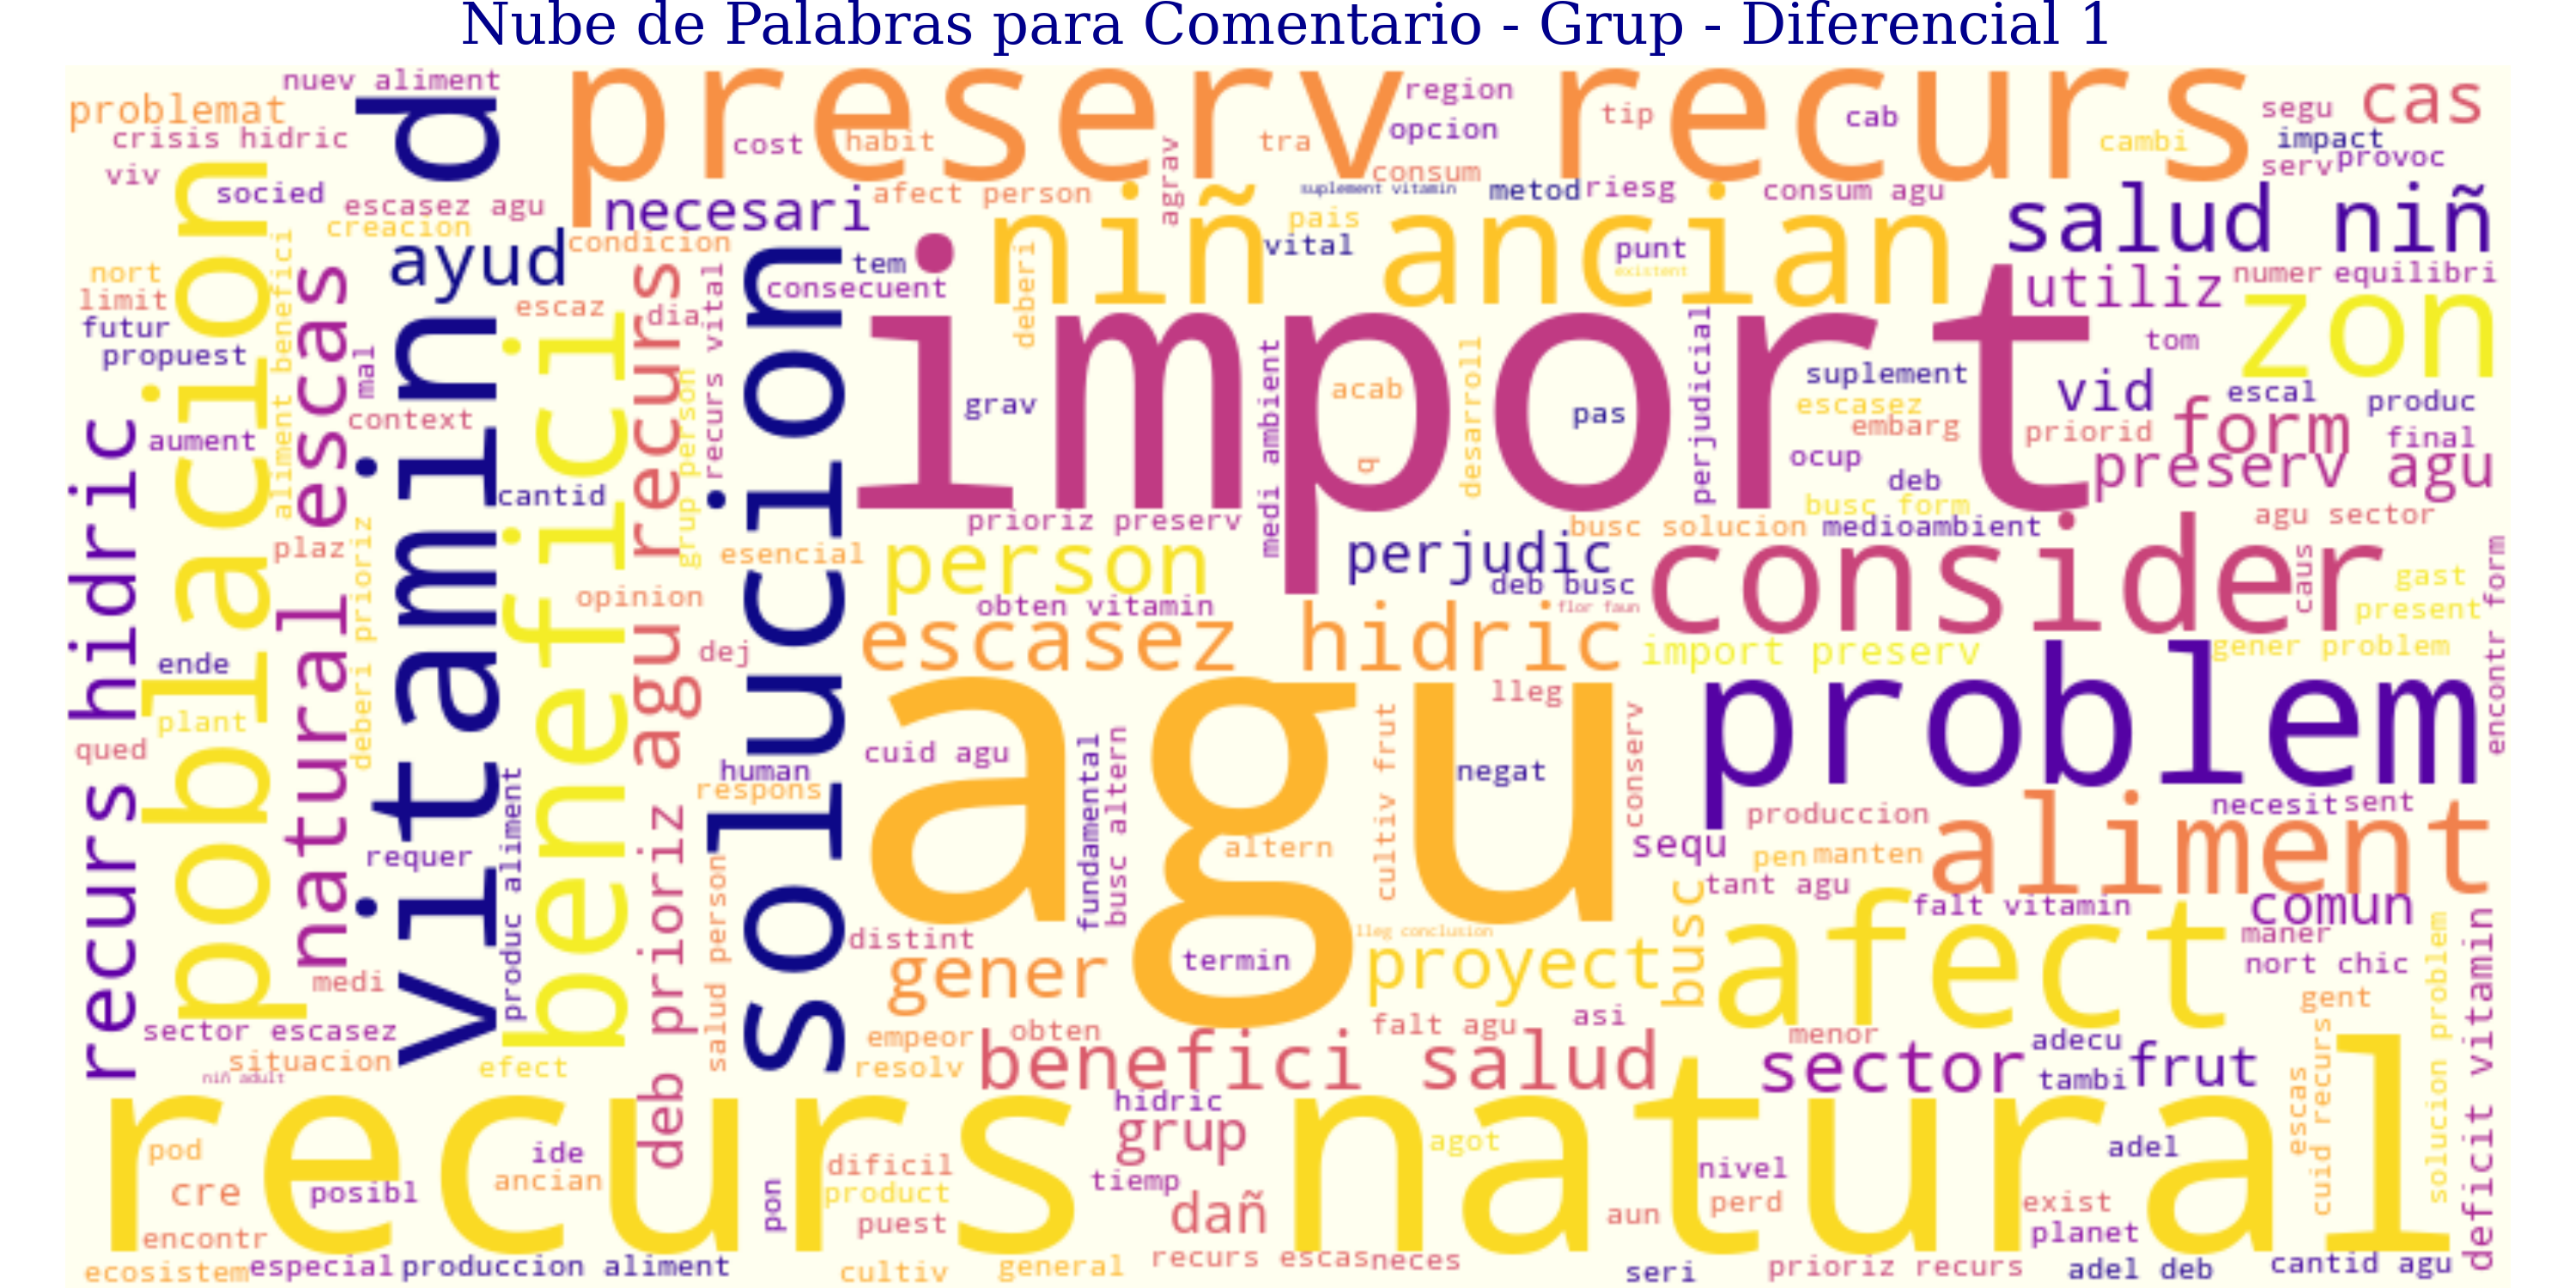 Nube de Palabras para Comentario - Grup - Diferencial 1
nuev aliment
problemat
crisis hidric
viv
socied
escasez agu
creacion
nort
limit
futur
propuest
aument
recurs hidric
poblacion
aliment benefici
natural escas
mal
context
vitamin d
ayud
preserv recurs
cost
habit
region
opcion
tra
consum
tip
cab
cambi
segu
cas
impact
serv
provoc
necesari
afect person
agrav
suplement vitamin
metod
riesg
consum agu
salud niñ
condicion
escaz
dia
cantid
benefici
deb prioriz agu recurs
recurs vital
grup person
solucion
tem
consecuent
deberi
niñ ancian
pais
vital
punt
existent
utiliz
numer
equilibri
zon
tom
import
grav
medi ambient
acab
q
desarroll
pas
perjudicial
suplement
escasez
embarg
ocup
deb
busc form
vid
priorid
escal
produc
form
final
preserv agu
prioriz preserv
busc solucion
medioambient
agu sector
esencial
person
perjudic
deb busc
consider
caus
gast
present
encontr form
plaz
deberi prioriz
opinion
obten vitamin
flor faun
escasez hidric
import preserv
gener problem
ende
plant
qued
dej
human
respons
cuid agu
agu
fundamental
busc altern
altern
cultiv frut
lleg
negat
conserv
problem
necesit
sent
produccion
aliment
requer
produc aliment
salud person
sequ
pen
manten
tant agu
falt vitamin
comun
maner
nort chic
gent
distint
lleg conclusion
termin
gener
proyect
busc
afect
medi
sector escasez
situacion
niñ adult
efect
empeor
resolv
obten
falt agu
asi
benefici salud
menor
sector
adecu
tambi
frut
escas
cuid recurs
solucion problem
deficit vitamin
recurs natural
hidric
grup
agot
tiemp
dañ
pod
cre
posibl
ide
ancian
encontr
pon
dificil
product
puest
nivel
perd
aun
adel
exist
planet
ecosistem
especial
produccion aliment
cultiv
general
recurs escas
neces
seri
prioriz recurs
adel deb
cantid agu